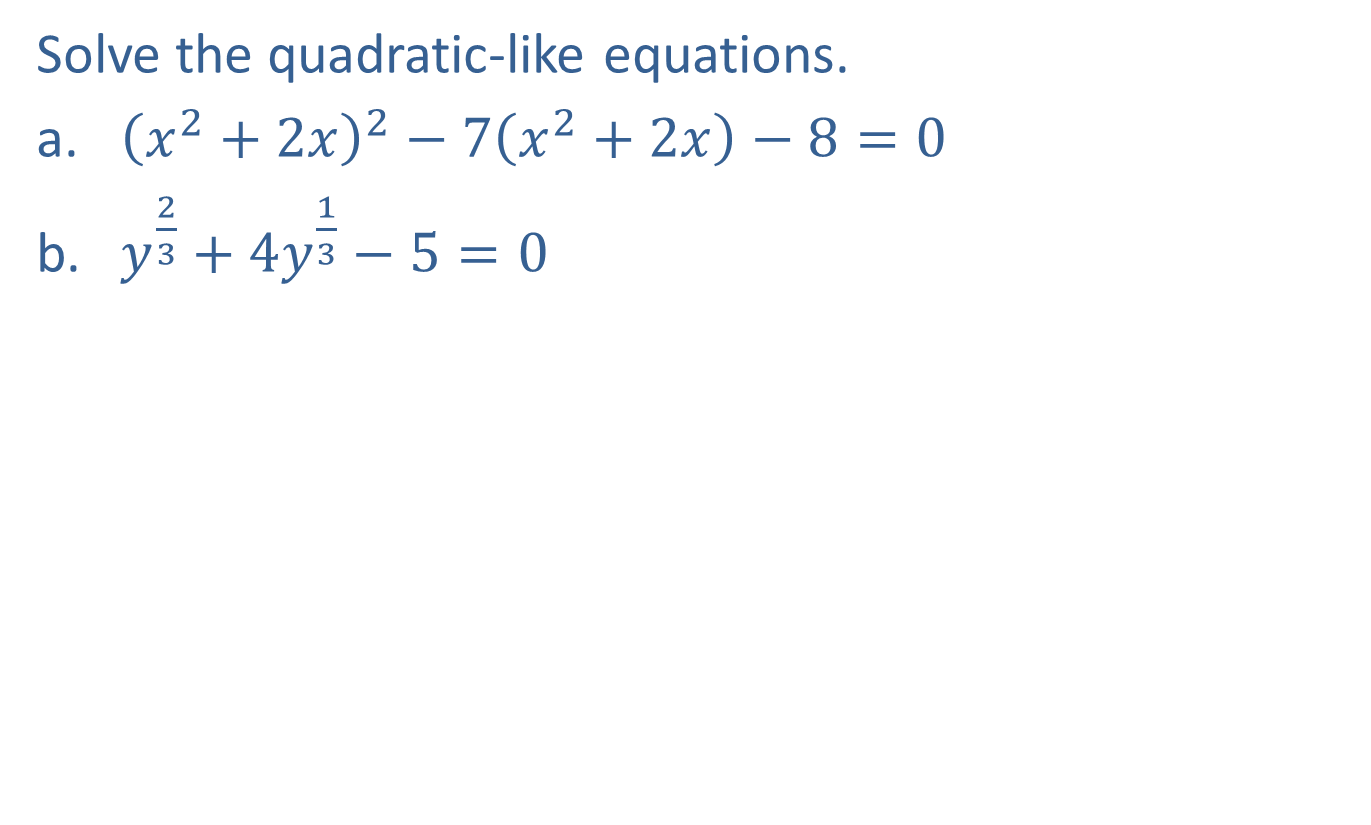 Solve the quadratic-like equations.
a. (x² + 2x)² − 7(x² + 2x) − 8 = 0
b. y^(2/3) + 4y^(1/3) − 5 = 0